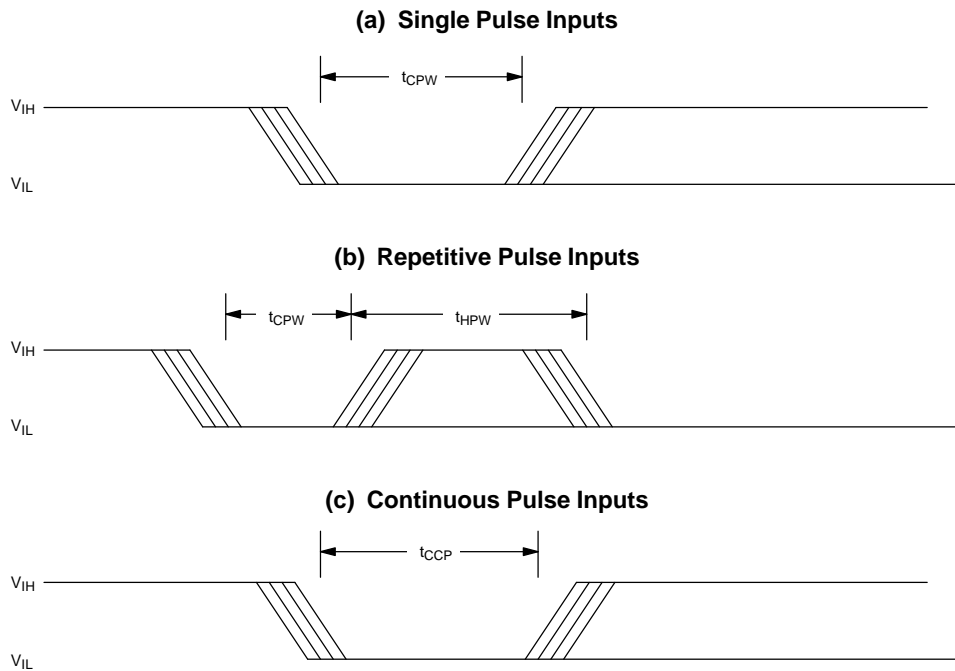 (a) Single Pulse Inputs
tCPW
VIH
VIL
(b) Repetitive Pulse Inputs
tCPW tHPW
VIH
VIL
(c) Continuous Pulse Inputs
tCCP
VIH
VIL